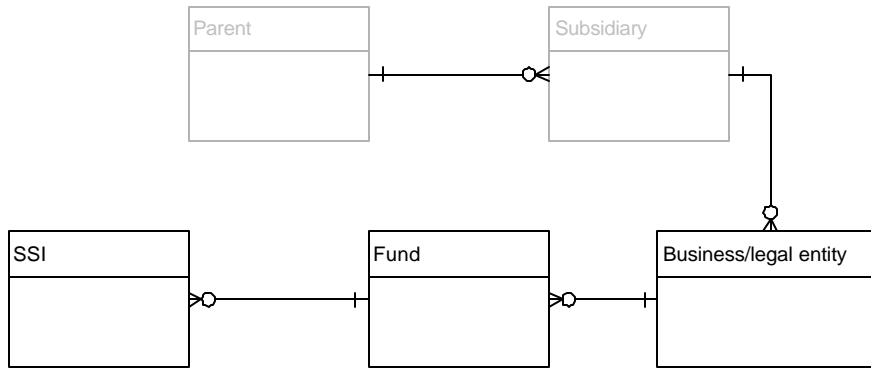 Parent
Subsidiary
SSI
Fund
Business/legal entity